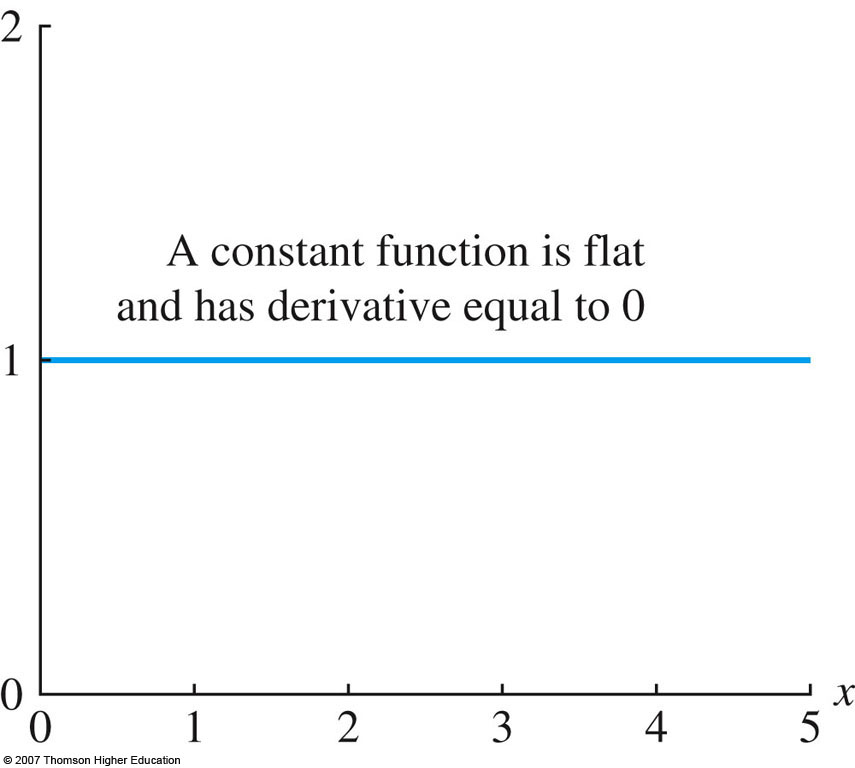 2
A constant function is flat
and has derivative equal to 0
1
0
x
0 1 2 3 4 5
© 2007 Thomson Higher Education